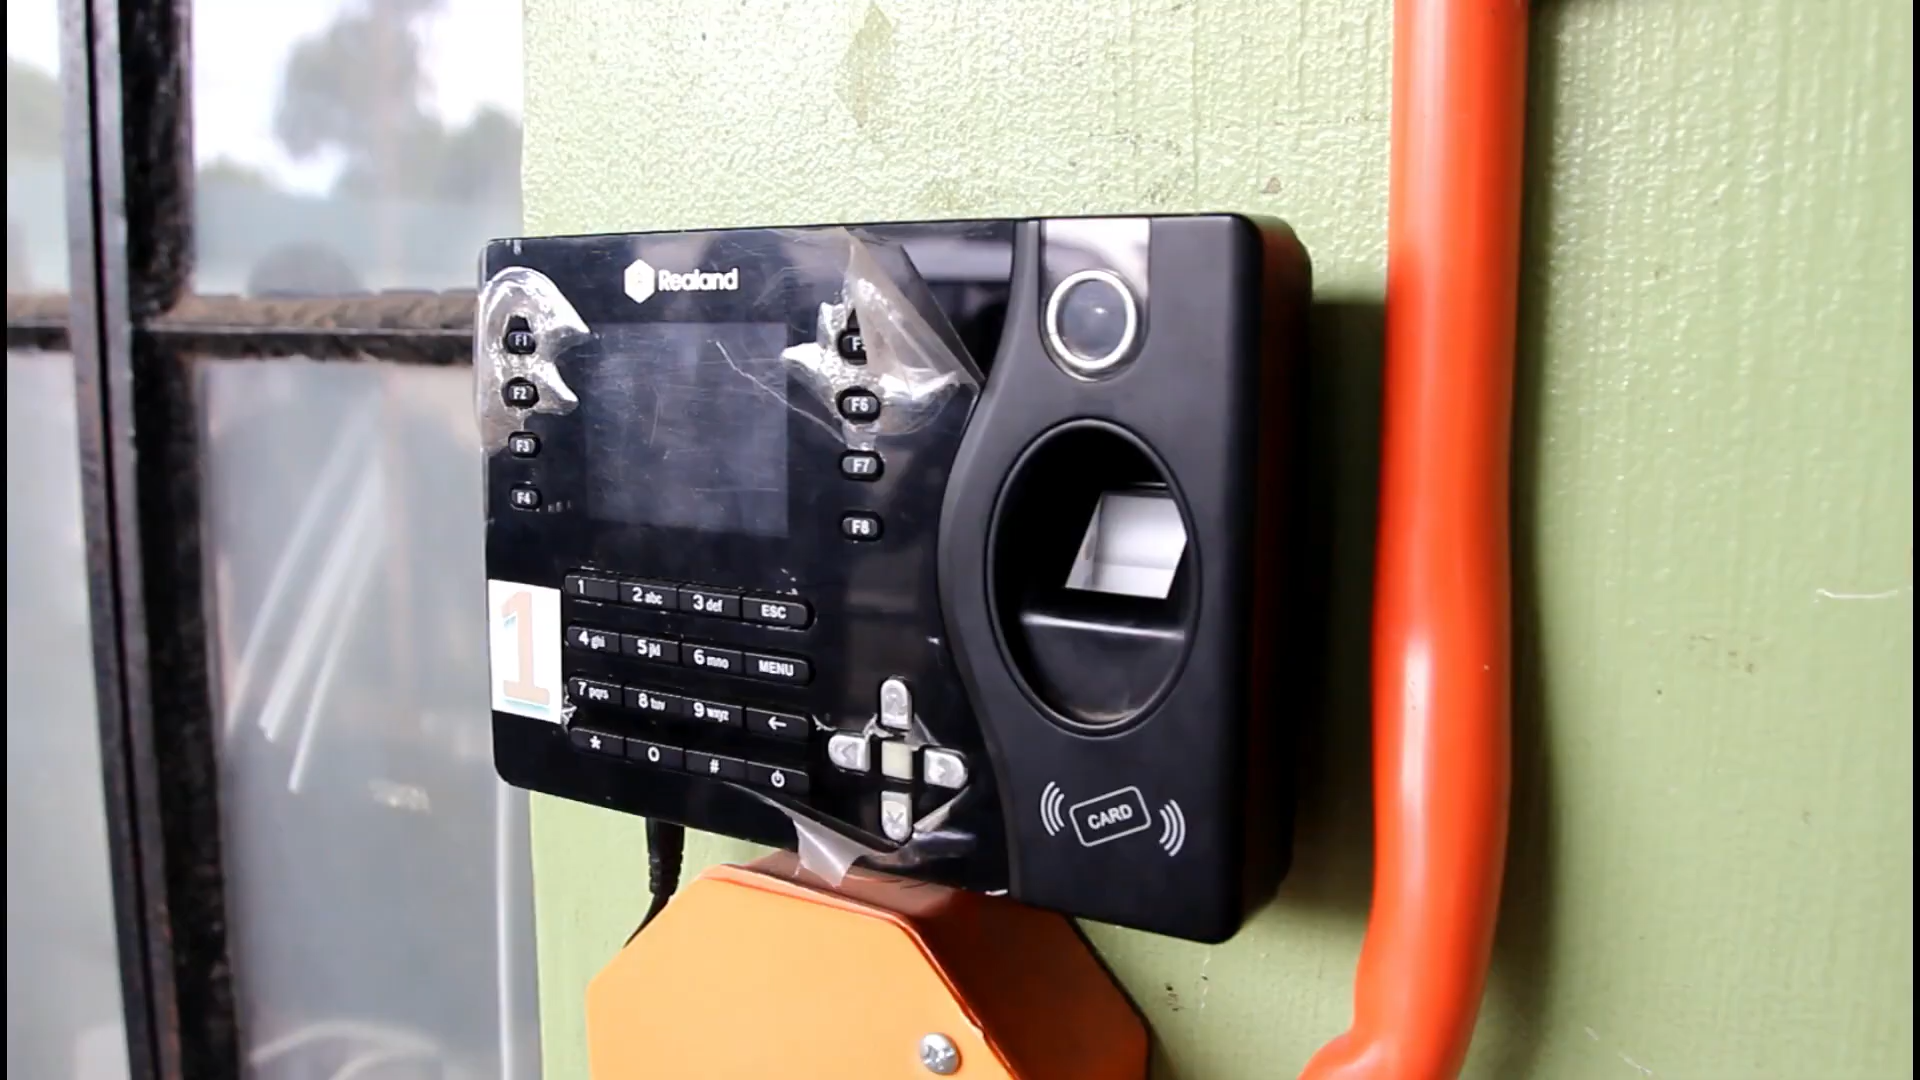 Realand
F1
F2
F6
F3
F7
F4
F8
1 2 abc 3 def ESC
4 ghi 5 jkl 6 mno MENU
7 pqrs 8 tuv 9 wxyz ←
* 0 #
1
CARD